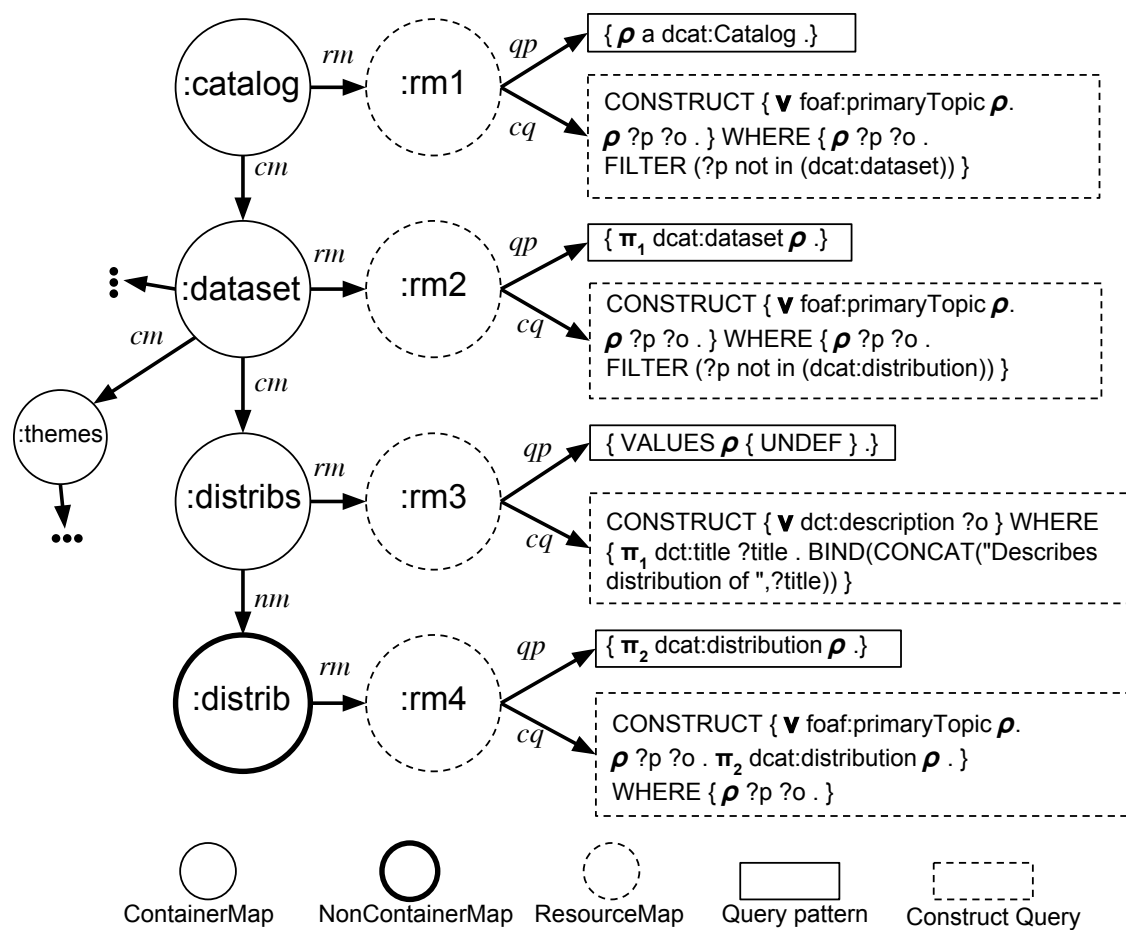 :catalog
rm
:rm1
qp
{ ρ a dcat:Catalog .}
cq
CONSTRUCT { ν foaf:primaryTopic ρ.
ρ ?p ?o . } WHERE { ρ ?p ?o .
FILTER (?p not in (dcat:dataset)) }
cm
:dataset
rm
:rm2
qp
{ π1 dcat:dataset ρ .}
cq
CONSTRUCT { ν foaf:primaryTopic ρ.
ρ ?p ?o . } WHERE { ρ ?p ?o .
FILTER (?p not in (dcat:distribution)) }
cm
cm
:themes
:distribs
rm
:rm3
qp
{ VALUES ρ { UNDEF } .}
cq
CONSTRUCT { ν dct:description ?o } WHERE
{ π1 dct:title ?title . BIND(CONCAT("Describes
distribution of ",?title)) }
nm
:distrib
rm
:rm4
qp
{ π2 dcat:distribution ρ .}
cq
CONSTRUCT { ν foaf:primaryTopic ρ.
ρ ?p ?o . π2 dcat:distribution ρ . }
WHERE { ρ ?p ?o . }
ContainerMap
NonContainerMap
ResourceMap
Query pattern
Construct Query